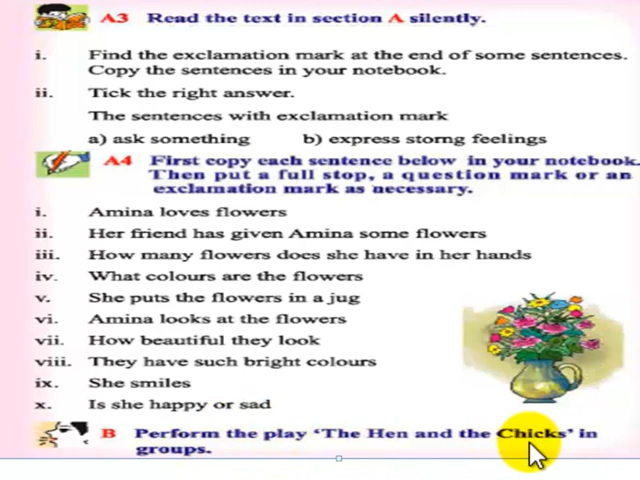 A3 Read the text in section A silently.
i. Find the exclamation mark at the end of some sentences.
Copy the sentences in your notebook.
ii. Tick the right answer.
The sentences with exclamation mark
a) ask something b) express storng feelings
A4 First copy each sentence below in your notebook.
Then put a full stop, a question mark or an
exclamation mark as necessary.
i. Amina loves flowers
ii. Her friend has given Amina some flowers
iii. How many flowers does she have in her hands
iv. What colours are the flowers
v. She puts the flowers in a jug
vi. Amina looks at the flowers
vii. How beautiful they look
viii. They have such bright colours
ix. She smiles
x. Is she happy or sad
B Perform the play ‘The Hen and the Chicks’ in
groups.